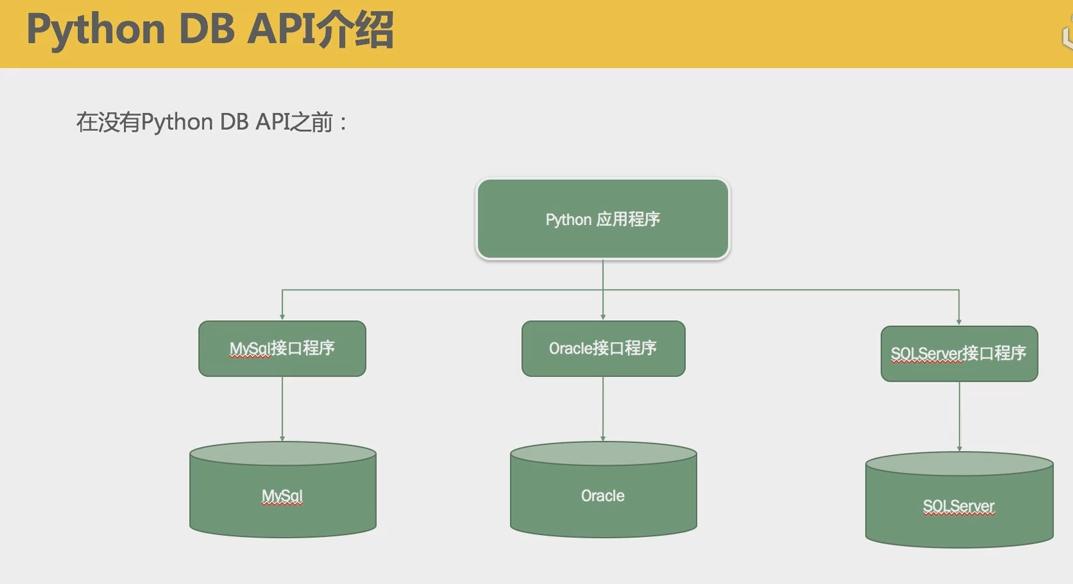 Python DB API介绍
在没有Python DB API之前：
Python 应用程序
MySql接口程序
Oracle接口程序
SQLServer接口程序
MySql
Oracle
SQLServer